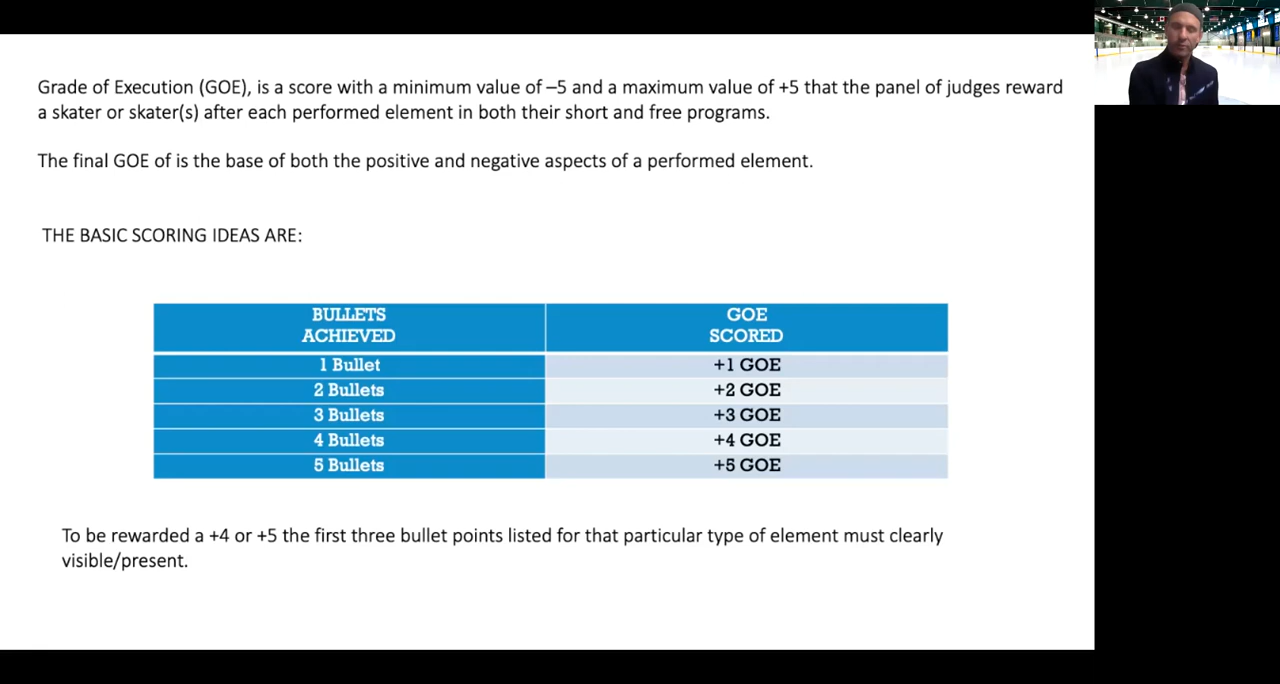 Grade of Execution (GOE), is a score with a minimum value of –5 and a maximum value of +5 that the panel of judges reward
a skater or skater(s) after each performed element in both their short and free programs.
The final GOE of is the base of both the positive and negative aspects of a performed element.
THE BASIC SCORING IDEAS ARE:
BULLETS
ACHIEVED
GOE
SCORED
1 Bullet
+1 GOE
2 Bullets
+2 GOE
3 Bullets
+3 GOE
4 Bullets
+4 GOE
5 Bullets
+5 GOE
To be rewarded a +4 or +5 the first three bullet points listed for that particular type of element must clearly
visible/present.